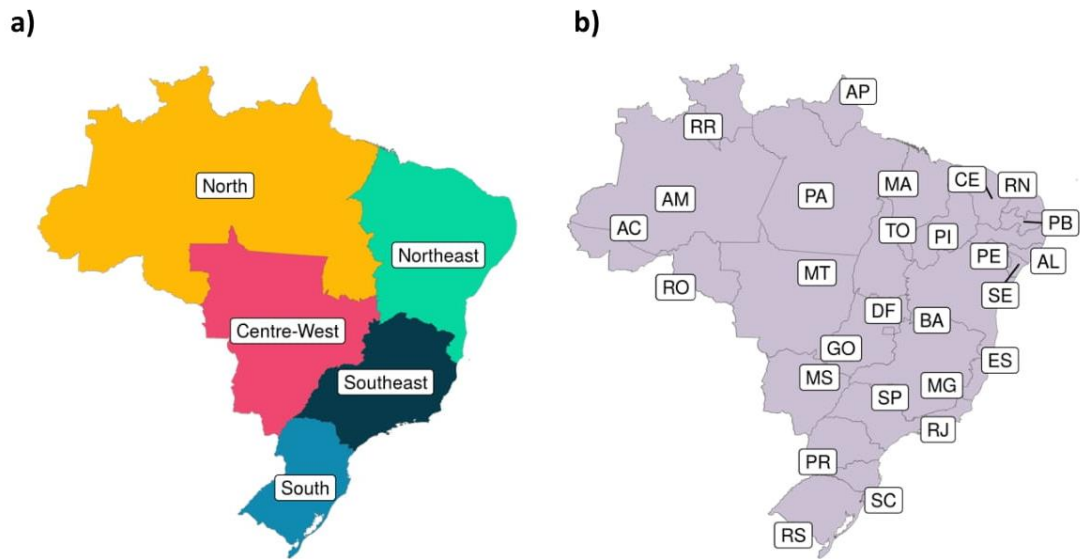 a)
North
Northeast
Centre-West
Southeast
South
b)
AP
RR
CE
RN
MA
PA
AM
PB
AC
TO
PI
PE
AL
MT
RO
SE
DF
BA
GO
ES
MS
MG
SP
RJ
PR
SC
RS